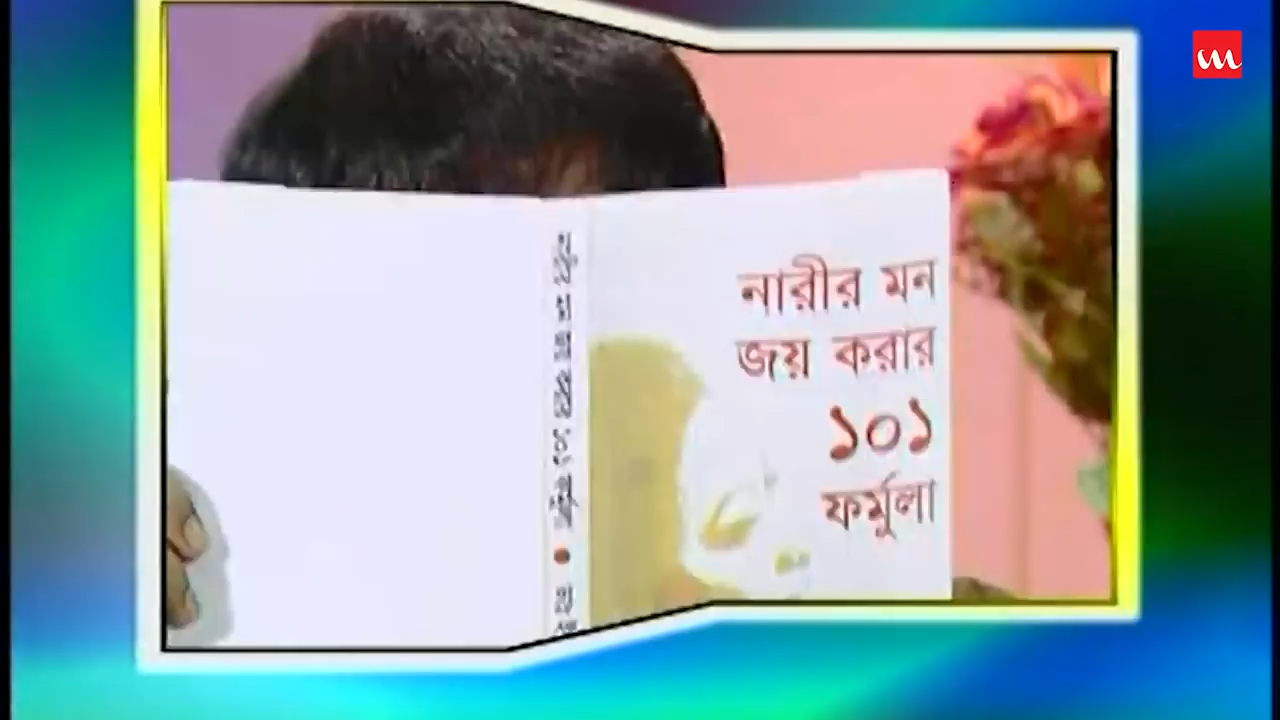 নারীর মন
জয় করার
১০১
ফর্মুলা